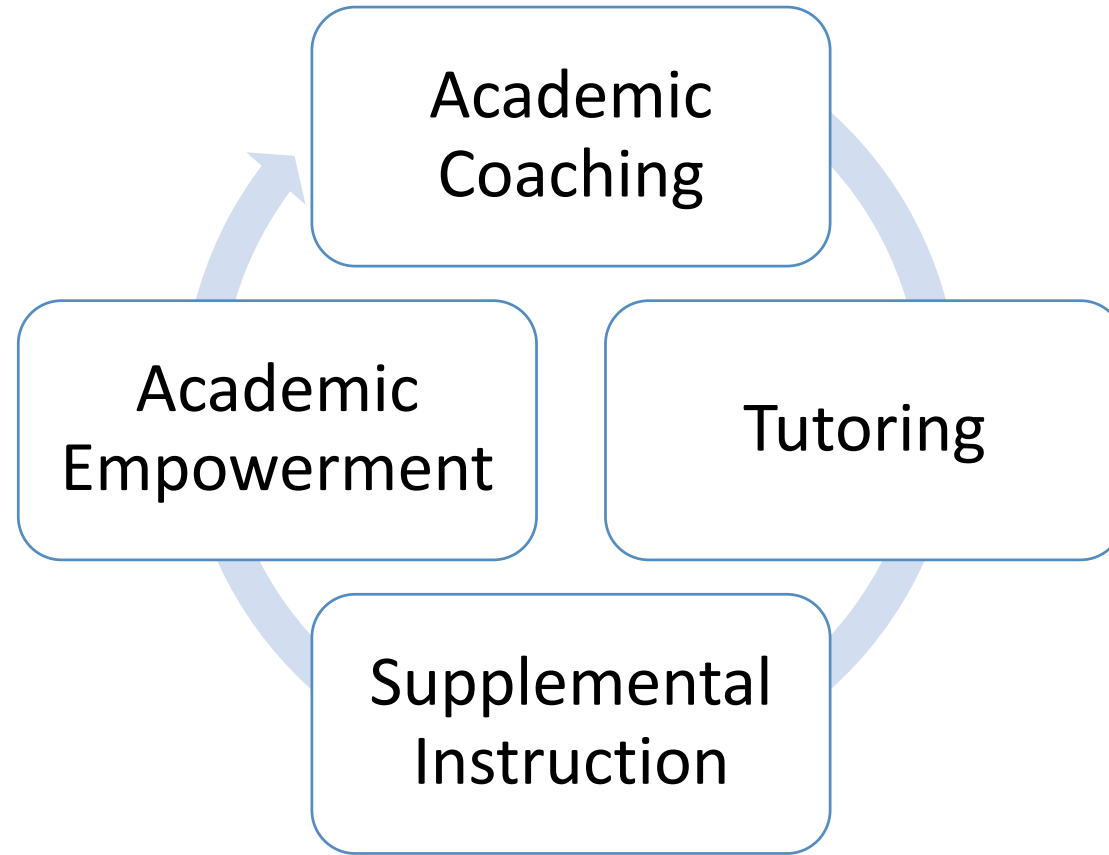 Academic
Coaching
Tutoring
Supplemental
Instruction
Academic
Empowerment